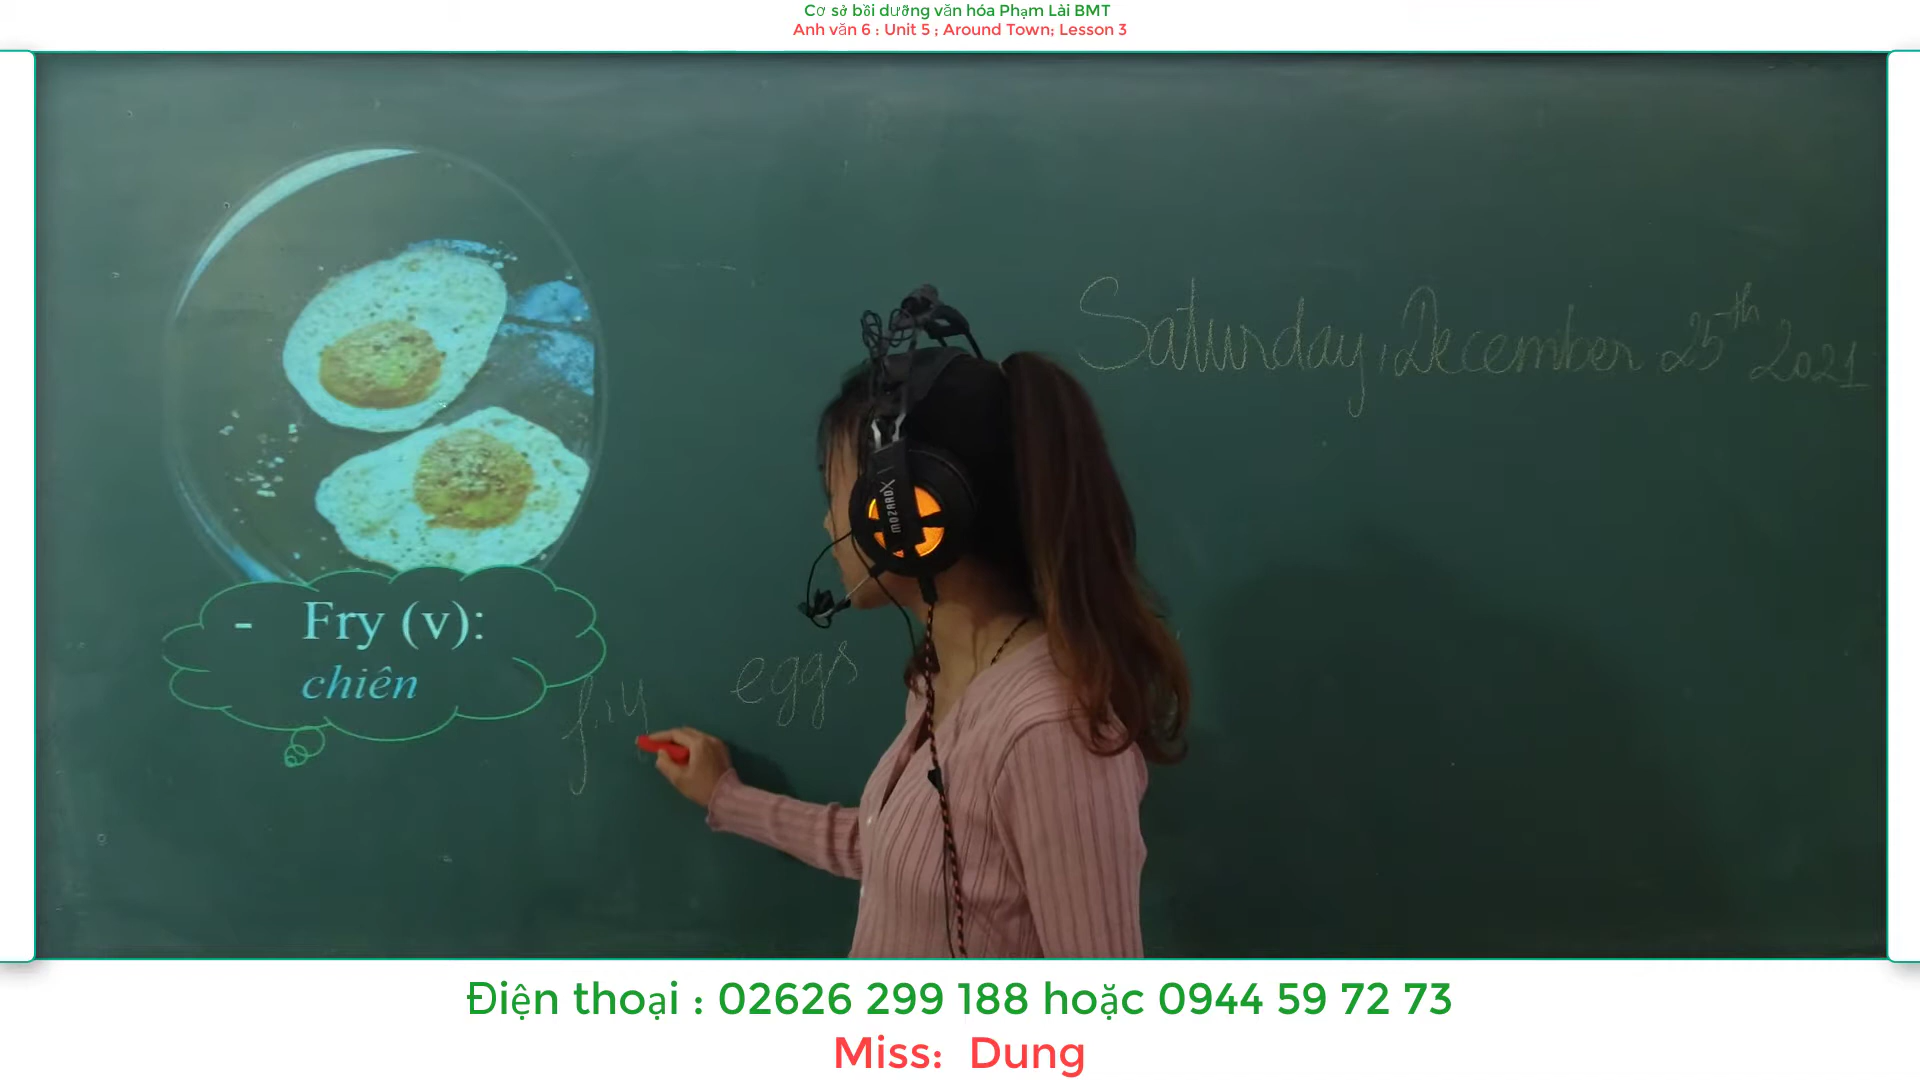 Cơ sở bồi dưỡng văn hóa Phạm Lài BMT
Anh văn 6 : Unit 5 ; Around Town; Lesson 3
Saturday, December 25th 2021
MOZARDX
- Fry (v):
chiên
fry eggs
Điện thoại : 02626 299 188 hoặc 0944 59 72 73
Miss: Dung